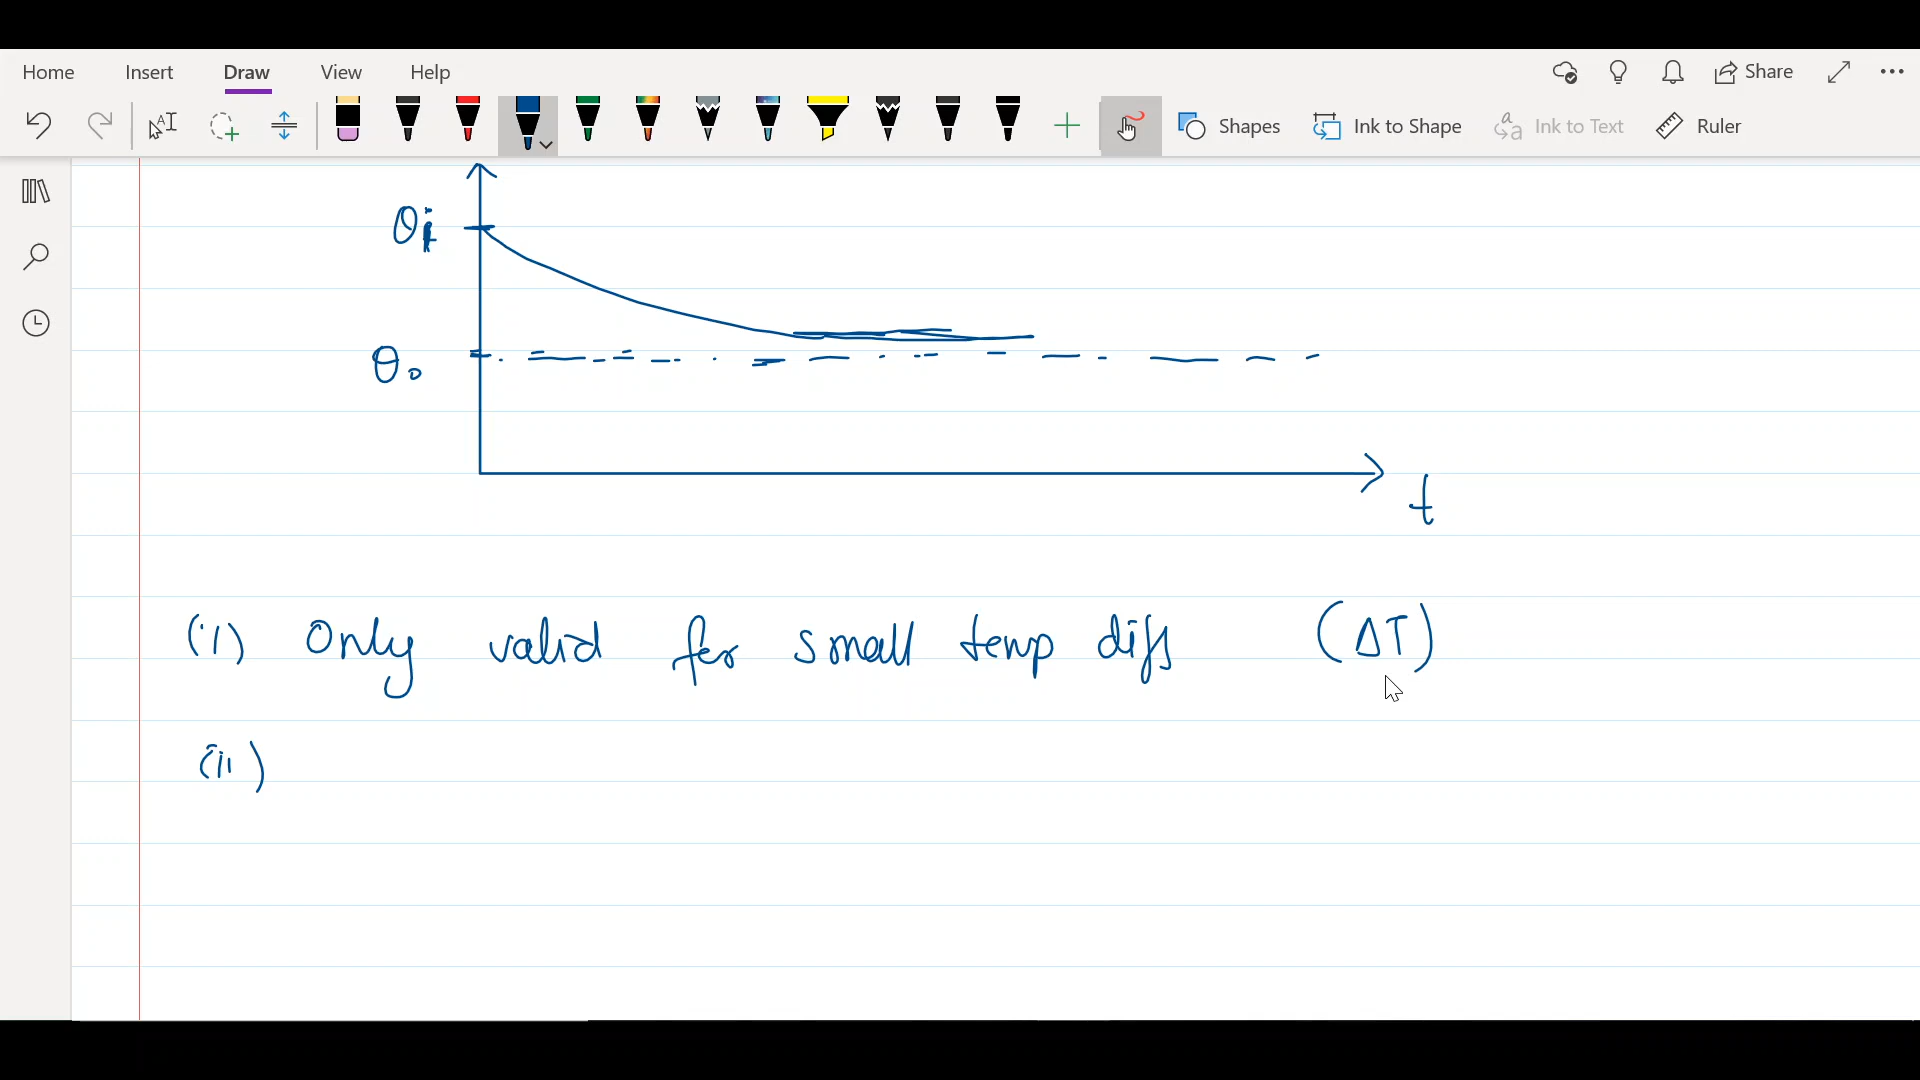 Home Insert Draw View Help Share
Shapes Ink to Shape Ink to Text Ruler
θi
θ₀
t
(i) Only valid for small temp diff (ΔT)
(ii)